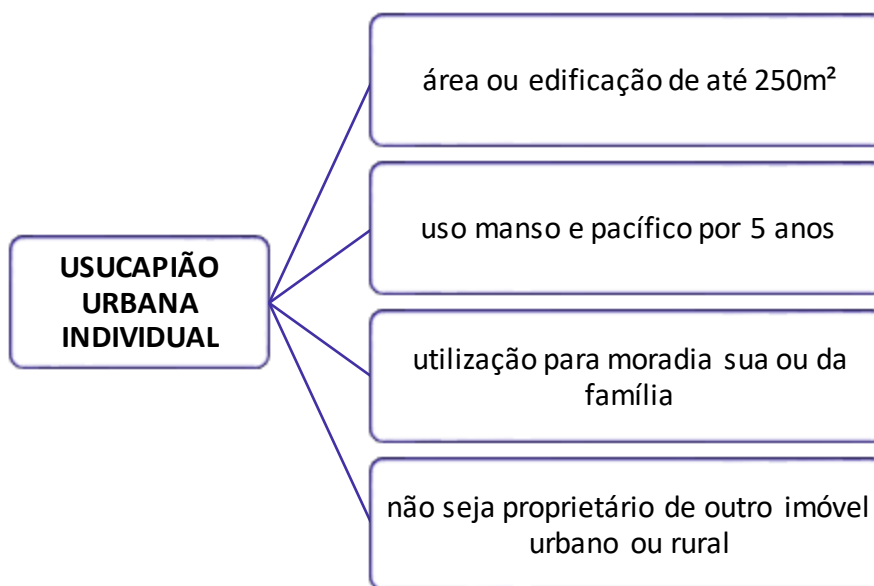 área ou edificação de até 250m²
uso manso e pacífico por 5 anos
USUCAPIÃO
URBANA
INDIVIDUAL
utilização para moradia sua ou da
família
não seja proprietário de outro imóvel
urbano ou rural